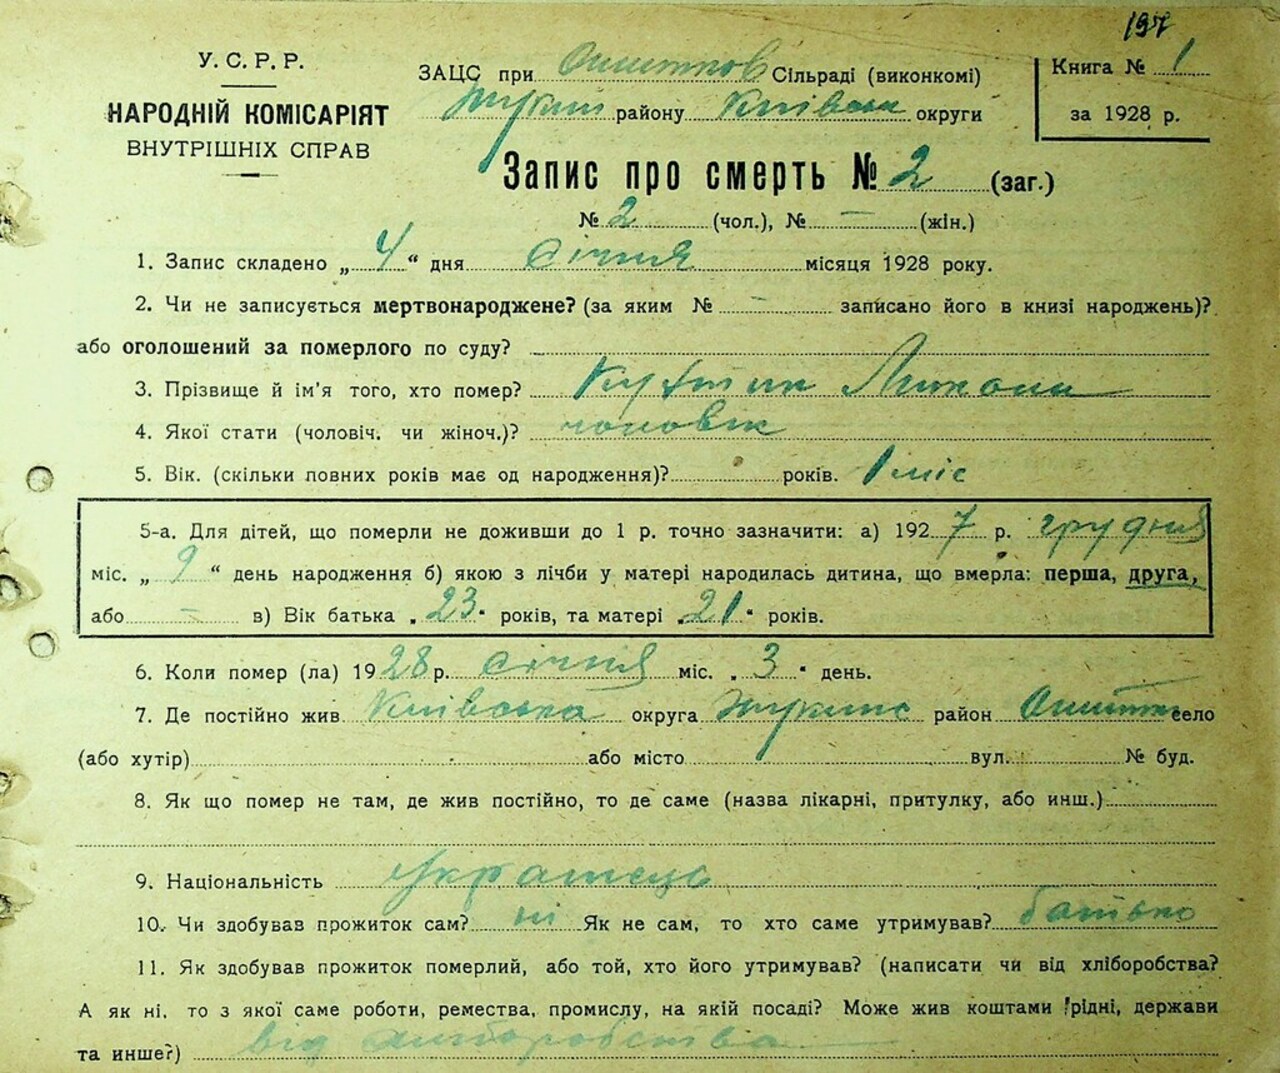 197
У. С. Р. Р.
НАРОДНІЙ КОМІСАРІЯТ
ВНУТРІШНІХ СПРАВ
ЗАЦС при Сільраді (виконкомі)
району Київськ округи
Книга № 1
за 1928 р.
Запис про смерть № 2 (заг.)
№ 2 (чол.), № — (жін.)
1. Запис складено „4“ дня Січня місяця 1928 року.
2. Чи не записується мертвонароджене? (за яким № — записано його в книзі народжень)?
або оголошений за померлого по суду? —
3. Прізвище й ім'я того, хто помер?
4. Якої стати (чоловіч. чи жіноч.)? чоловік
5. Вік. (скільки повних років має од народження)? років. 1 міс
5-а. Для дітей, що померли не доживши до 1 р. точно зазначити: а) 1927 р. грудня
міс. „9“ день народження б) якою з лічби у матері народилась дитина, що вмерла: перша, друга,
або — в) Вік батька „23“ років, та матері „21“ років.
6. Коли помер (ла) 1928 р. січня міс. „3“ день.
7. Де постійно жив Київська округа район село
(або хутір) або місто вул. № буд.
8. Як що помер не там, де жив постійно, то де саме (назва лікарні, притулку, або инш.)
9. Національність Українець
10. Чи здобував прожиток сам? ні Як не сам, то хто саме утримував? батько
11. Як здобував прожиток померлий, або той, хто його утримував? (написати чи від хліборобства?
А як ні, то з якої саме роботи, ремества, промислу, на якій посаді? Може жив коштами рідні, держави
та инше?) від хліборобства